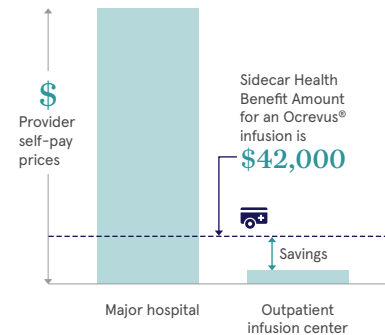 $
Provider
self-pay
prices
Sidecar Health
Benefit Amount
for an Ocrevus®
infusion is
$42,000
Savings
Major hospital
Outpatient
infusion center